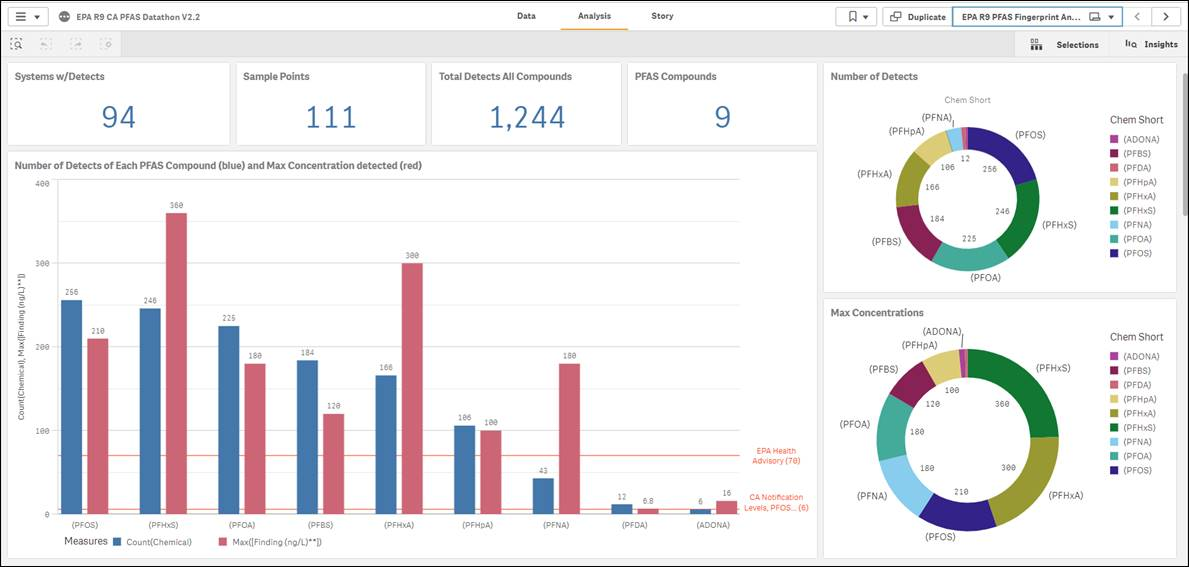 EPA R9 CA PFAS Datathon V2.2
Data
Analysis
Story
Duplicate
EPA R9 PFAS Fingerprint An...
Selections
Insights
Systems w/Detects
94
Sample Points
111
Total Detects All Compounds
1,244
PFAS Compounds
9
Number of Detects of Each PFAS Compound (blue) and Max Concentration detected (red)
Count(Chemical), Max([Finding (ng/L)**])
400
300
200
100
0
256
210
246
360
225
180
184
120
166
300
106
100
43
180
12
6.8
6
16
EPA Health
Advisory (70)
CA Notification
Levels, PFOS... (6)
(PFOS)
(PFHxS)
(PFOA)
(PFBS)
(PFHxA)
(PFHpA)
(PFNA)
(PFDA)
(ADONA)
Measures
Count(Chemical)
Max([Finding (ng/L)**])
Number of Detects
Chem Short
(PFNA)
(PFHpA)
(PFOS)
(PFHxA)
(PFHxS)
(PFBS)
(PFOA)
106
12
256
166
246
184
225
Chem Short
(ADONA)
(PFBS)
(PFDA)
(PFHpA)
(PFHxA)
(PFHxS)
(PFNA)
(PFOA)
(PFOS)
Max Concentrations
(ADONA)
(PFHpA)
(PFBS)
(PFHxS)
(PFOA)
(PFNA)
(PFHxA)
(PFOS)
100
120
360
180
180
300
210
Chem Short
(ADONA)
(PFBS)
(PFDA)
(PFHpA)
(PFHxA)
(PFHxS)
(PFNA)
(PFOA)
(PFOS)